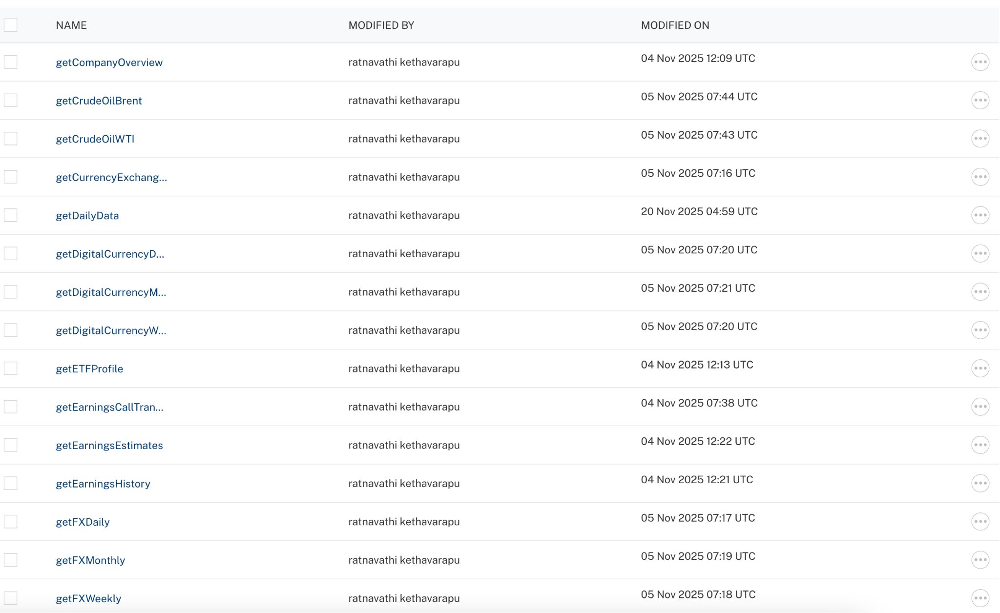 NAME MODIFIED BY MODIFIED ON
getCompanyOverview ratnavathi kethavarapu 04 Nov 2025 12:09 UTC
getCrudeOilBrent ratnavathi kethavarapu 05 Nov 2025 07:44 UTC
getCrudeOilWTI ratnavathi kethavarapu 05 Nov 2025 07:43 UTC
getCurrencyExchang... ratnavathi kethavarapu 05 Nov 2025 07:16 UTC
getDailyData ratnavathi kethavarapu 20 Nov 2025 04:59 UTC
getDigitalCurrencyD... ratnavathi kethavarapu 05 Nov 2025 07:20 UTC
getDigitalCurrencyM... ratnavathi kethavarapu 05 Nov 2025 07:21 UTC
getDigitalCurrencyW... ratnavathi kethavarapu 05 Nov 2025 07:20 UTC
getETFProfile ratnavathi kethavarapu 04 Nov 2025 12:13 UTC
getEarningsCallTran... ratnavathi kethavarapu 04 Nov 2025 07:38 UTC
getEarningsEstimates ratnavathi kethavarapu 04 Nov 2025 12:22 UTC
getEarningsHistory ratnavathi kethavarapu 04 Nov 2025 12:21 UTC
getFXDaily ratnavathi kethavarapu 05 Nov 2025 07:17 UTC
getFXMonthly ratnavathi kethavarapu 05 Nov 2025 07:19 UTC
getFXWeekly ratnavathi kethavarapu 05 Nov 2025 07:18 UTC